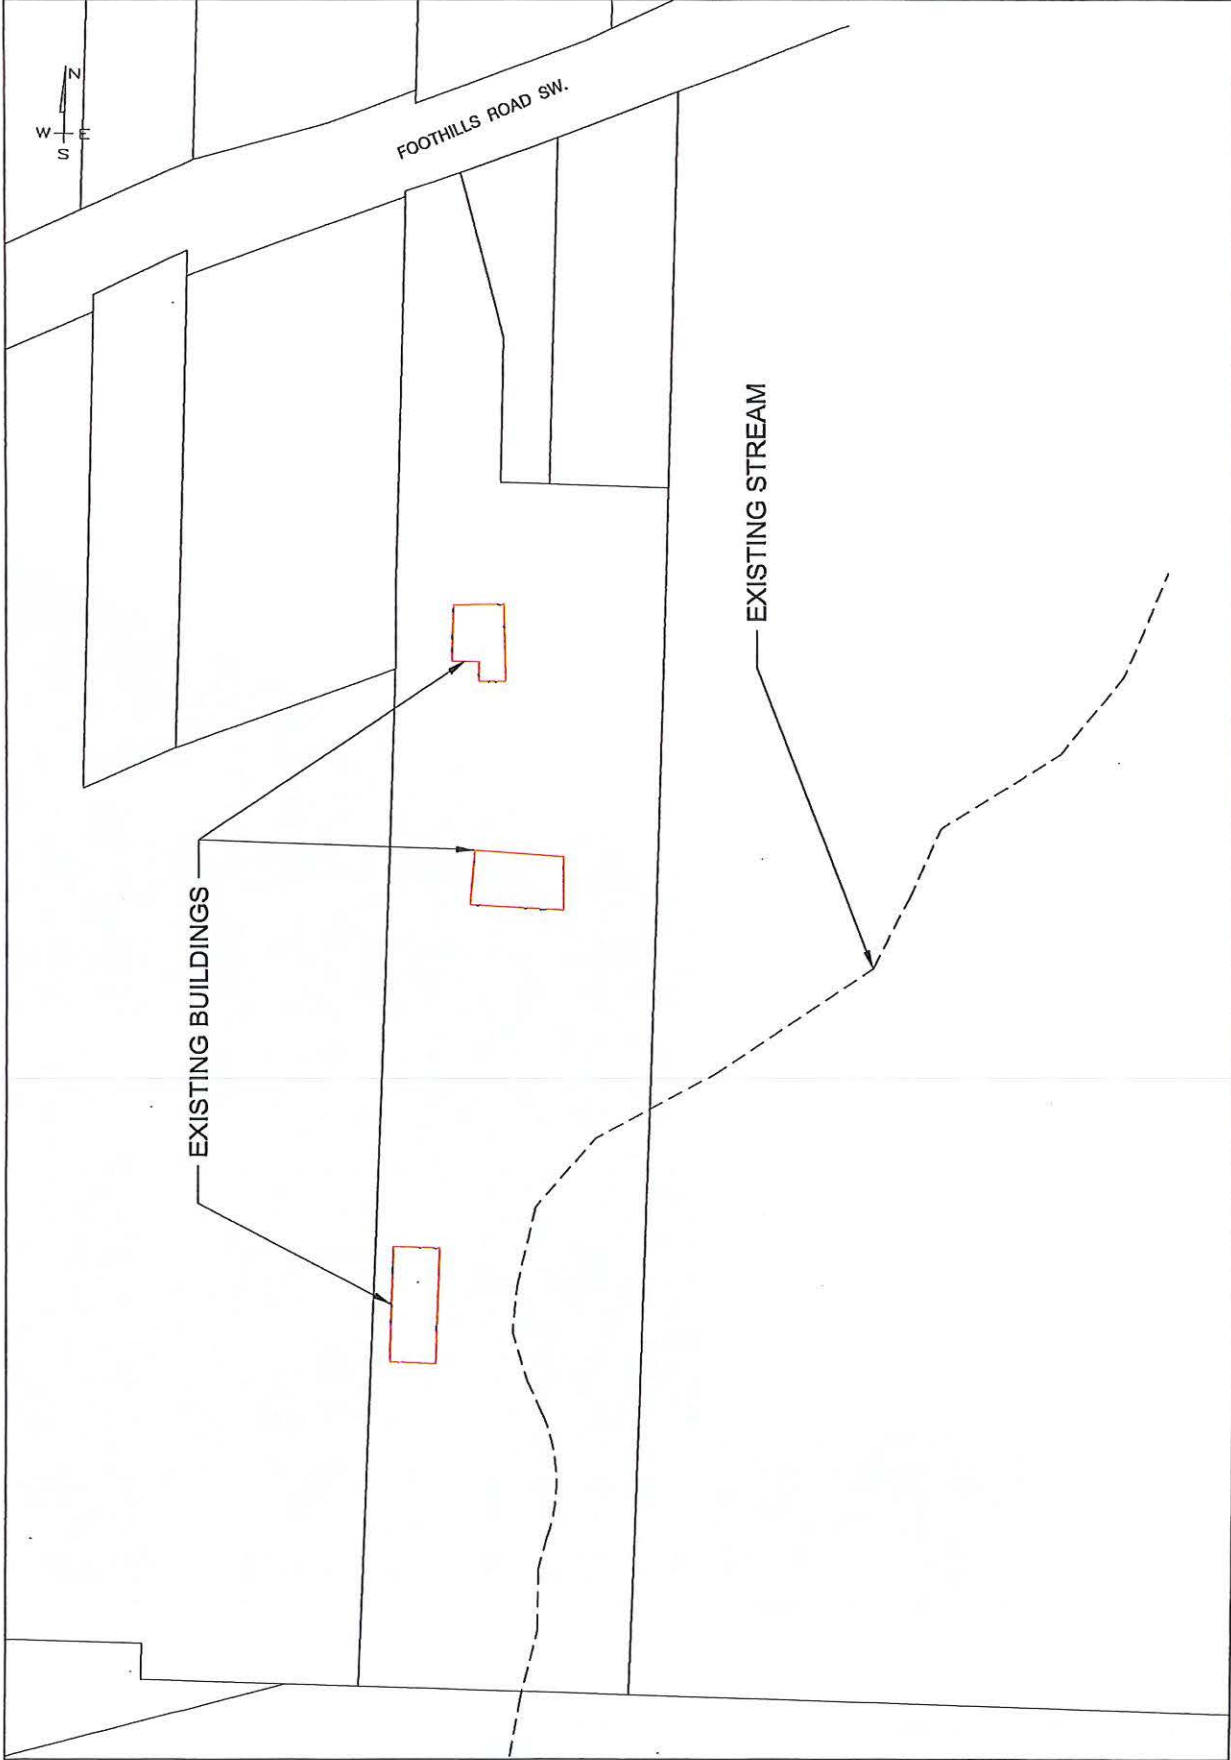 N
W E
S
FOOTHILLS ROAD SW.
EXISTING STREAM
EXISTING BUILDINGS